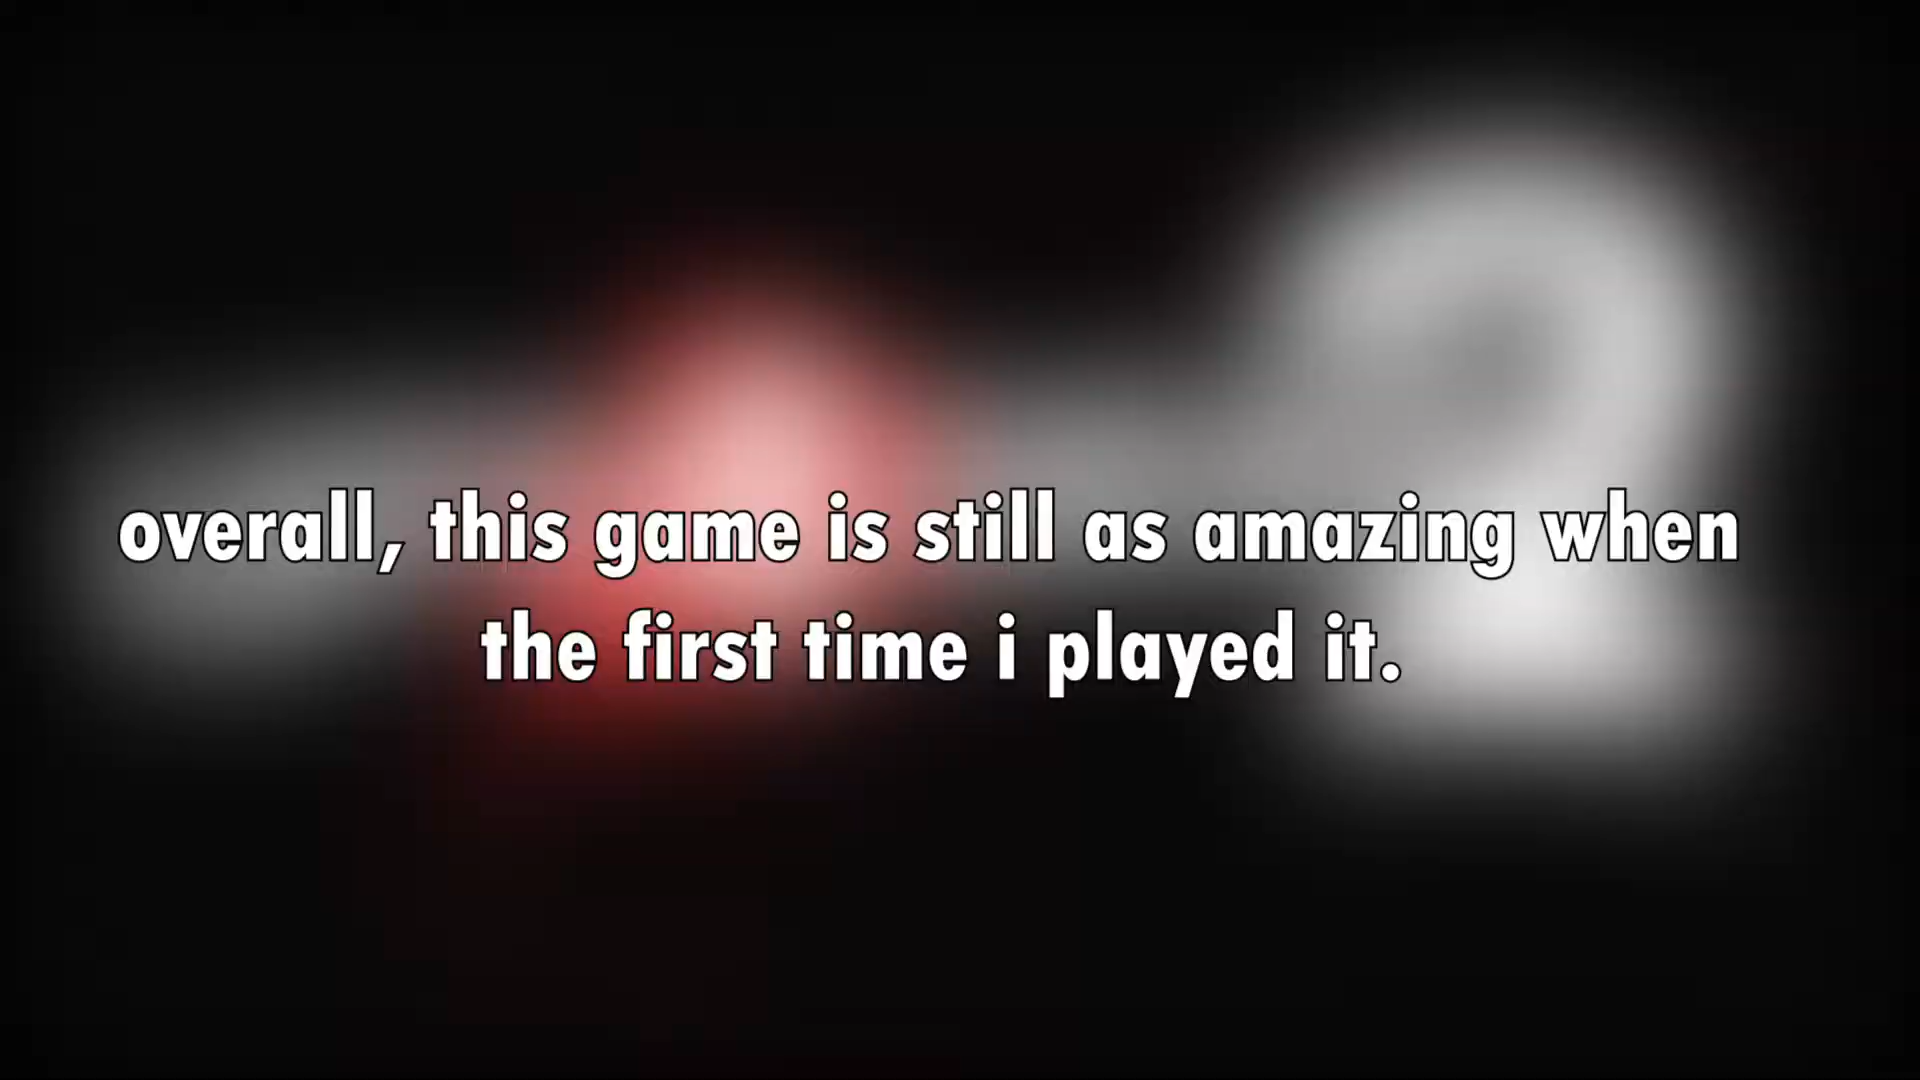 overall, this game is still as amazing when
the first time i played it.